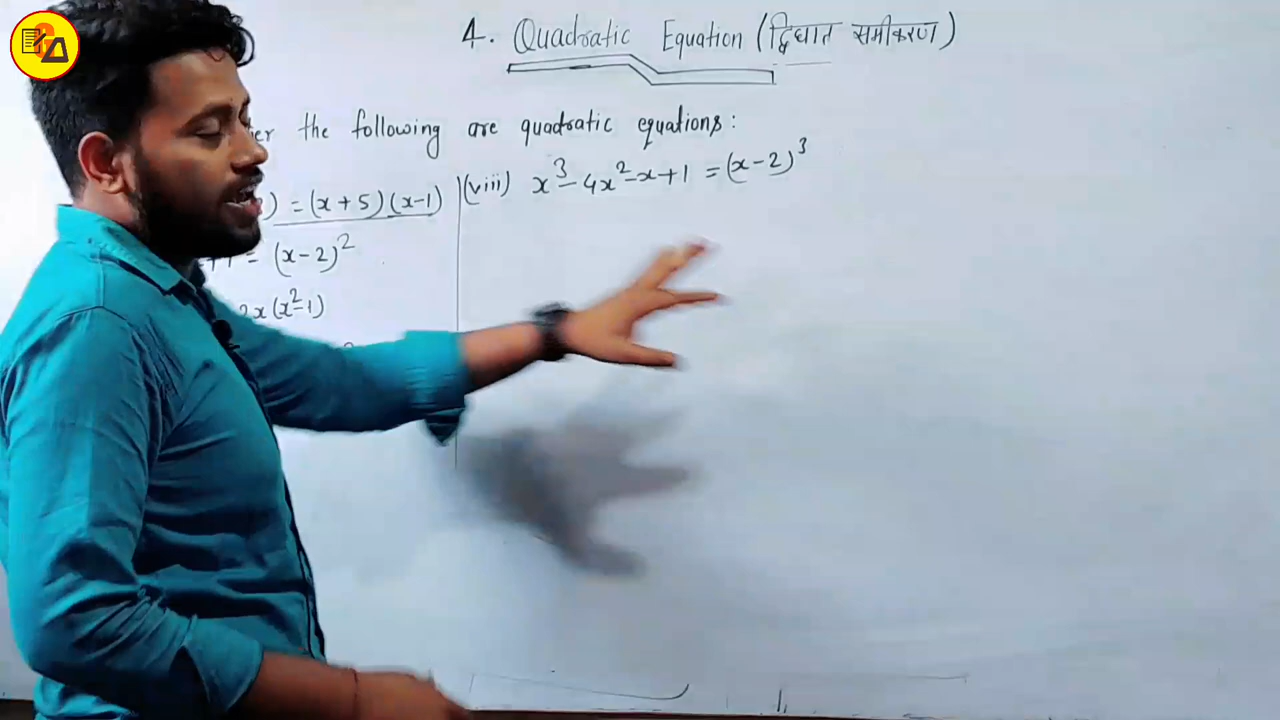 4. Quadratic Equation (द्विघात समीकरण)
the following are quadratic equations:
) = (x+5)(x-1)
+1 = (x-2)²
2x(x²-1)
(viii) x³-4x²-x+1 = (x-2)³